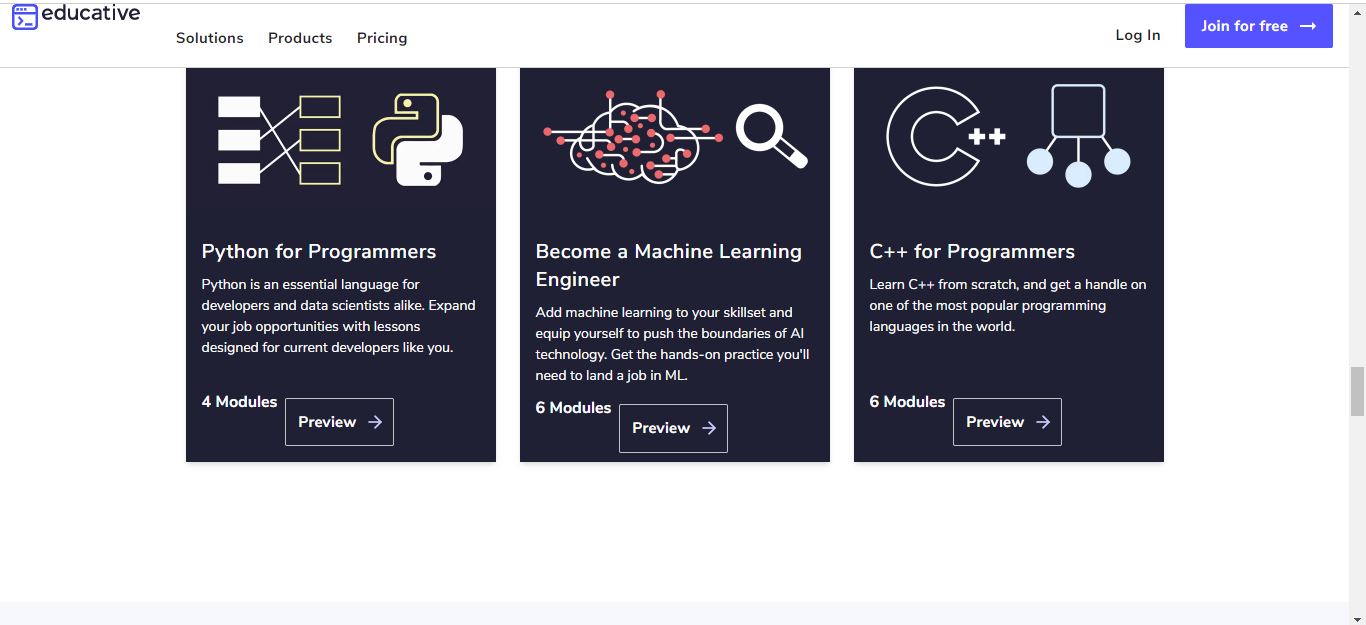 educative
Solutions Products Pricing
Log In
Join for free →
Python for Programmers
Python is an essential language for
developers and data scientists alike. Expand
your job opportunities with lessons
designed for current developers like you.
4 Modules
Preview →
Become a Machine Learning
Engineer
Add machine learning to your skillset and
equip yourself to push the boundaries of AI
technology. Get the hands-on practice you'll
need to land a job in ML.
6 Modules
Preview →
C++
C++ for Programmers
Learn C++ from scratch, and get a handle on
one of the most popular programming
languages in the world.
6 Modules
Preview →